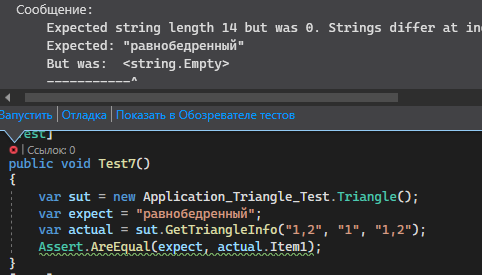 Сообщение:
Expected string length 14 but was 0. Strings differ at in
Expected: "равнобедренный"
But was:  <string.Empty>
-----------^
Запустить | Отладка | Показать в Обозревателе тестов
est]
Ссылок: 0
public void Test7()
{
var sut = new Application_Triangle_Test.Triangle();
var expect = "равнобедренный";
var actual = sut.GetTriangleInfo("1,2", "1", "1,2");
Assert.AreEqual(expect, actual.Item1);
}